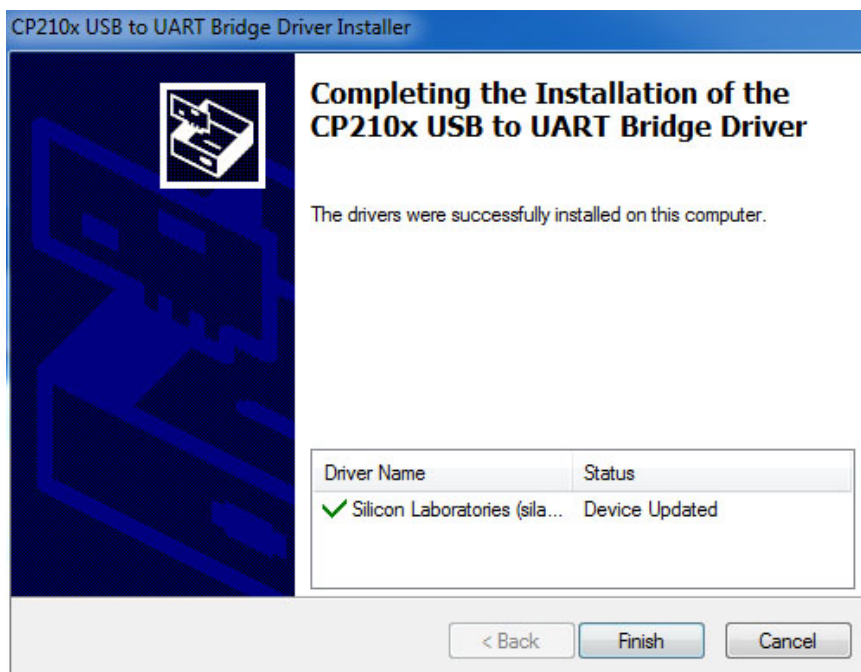 CP210x USB to UART Bridge Driver Installer
Completing the Installation of the
CP210x USB to UART Bridge Driver
The drivers were successfully installed on this computer.
Driver Name Status
Silicon Laboratories (sila... Device Updated
< Back Finish Cancel